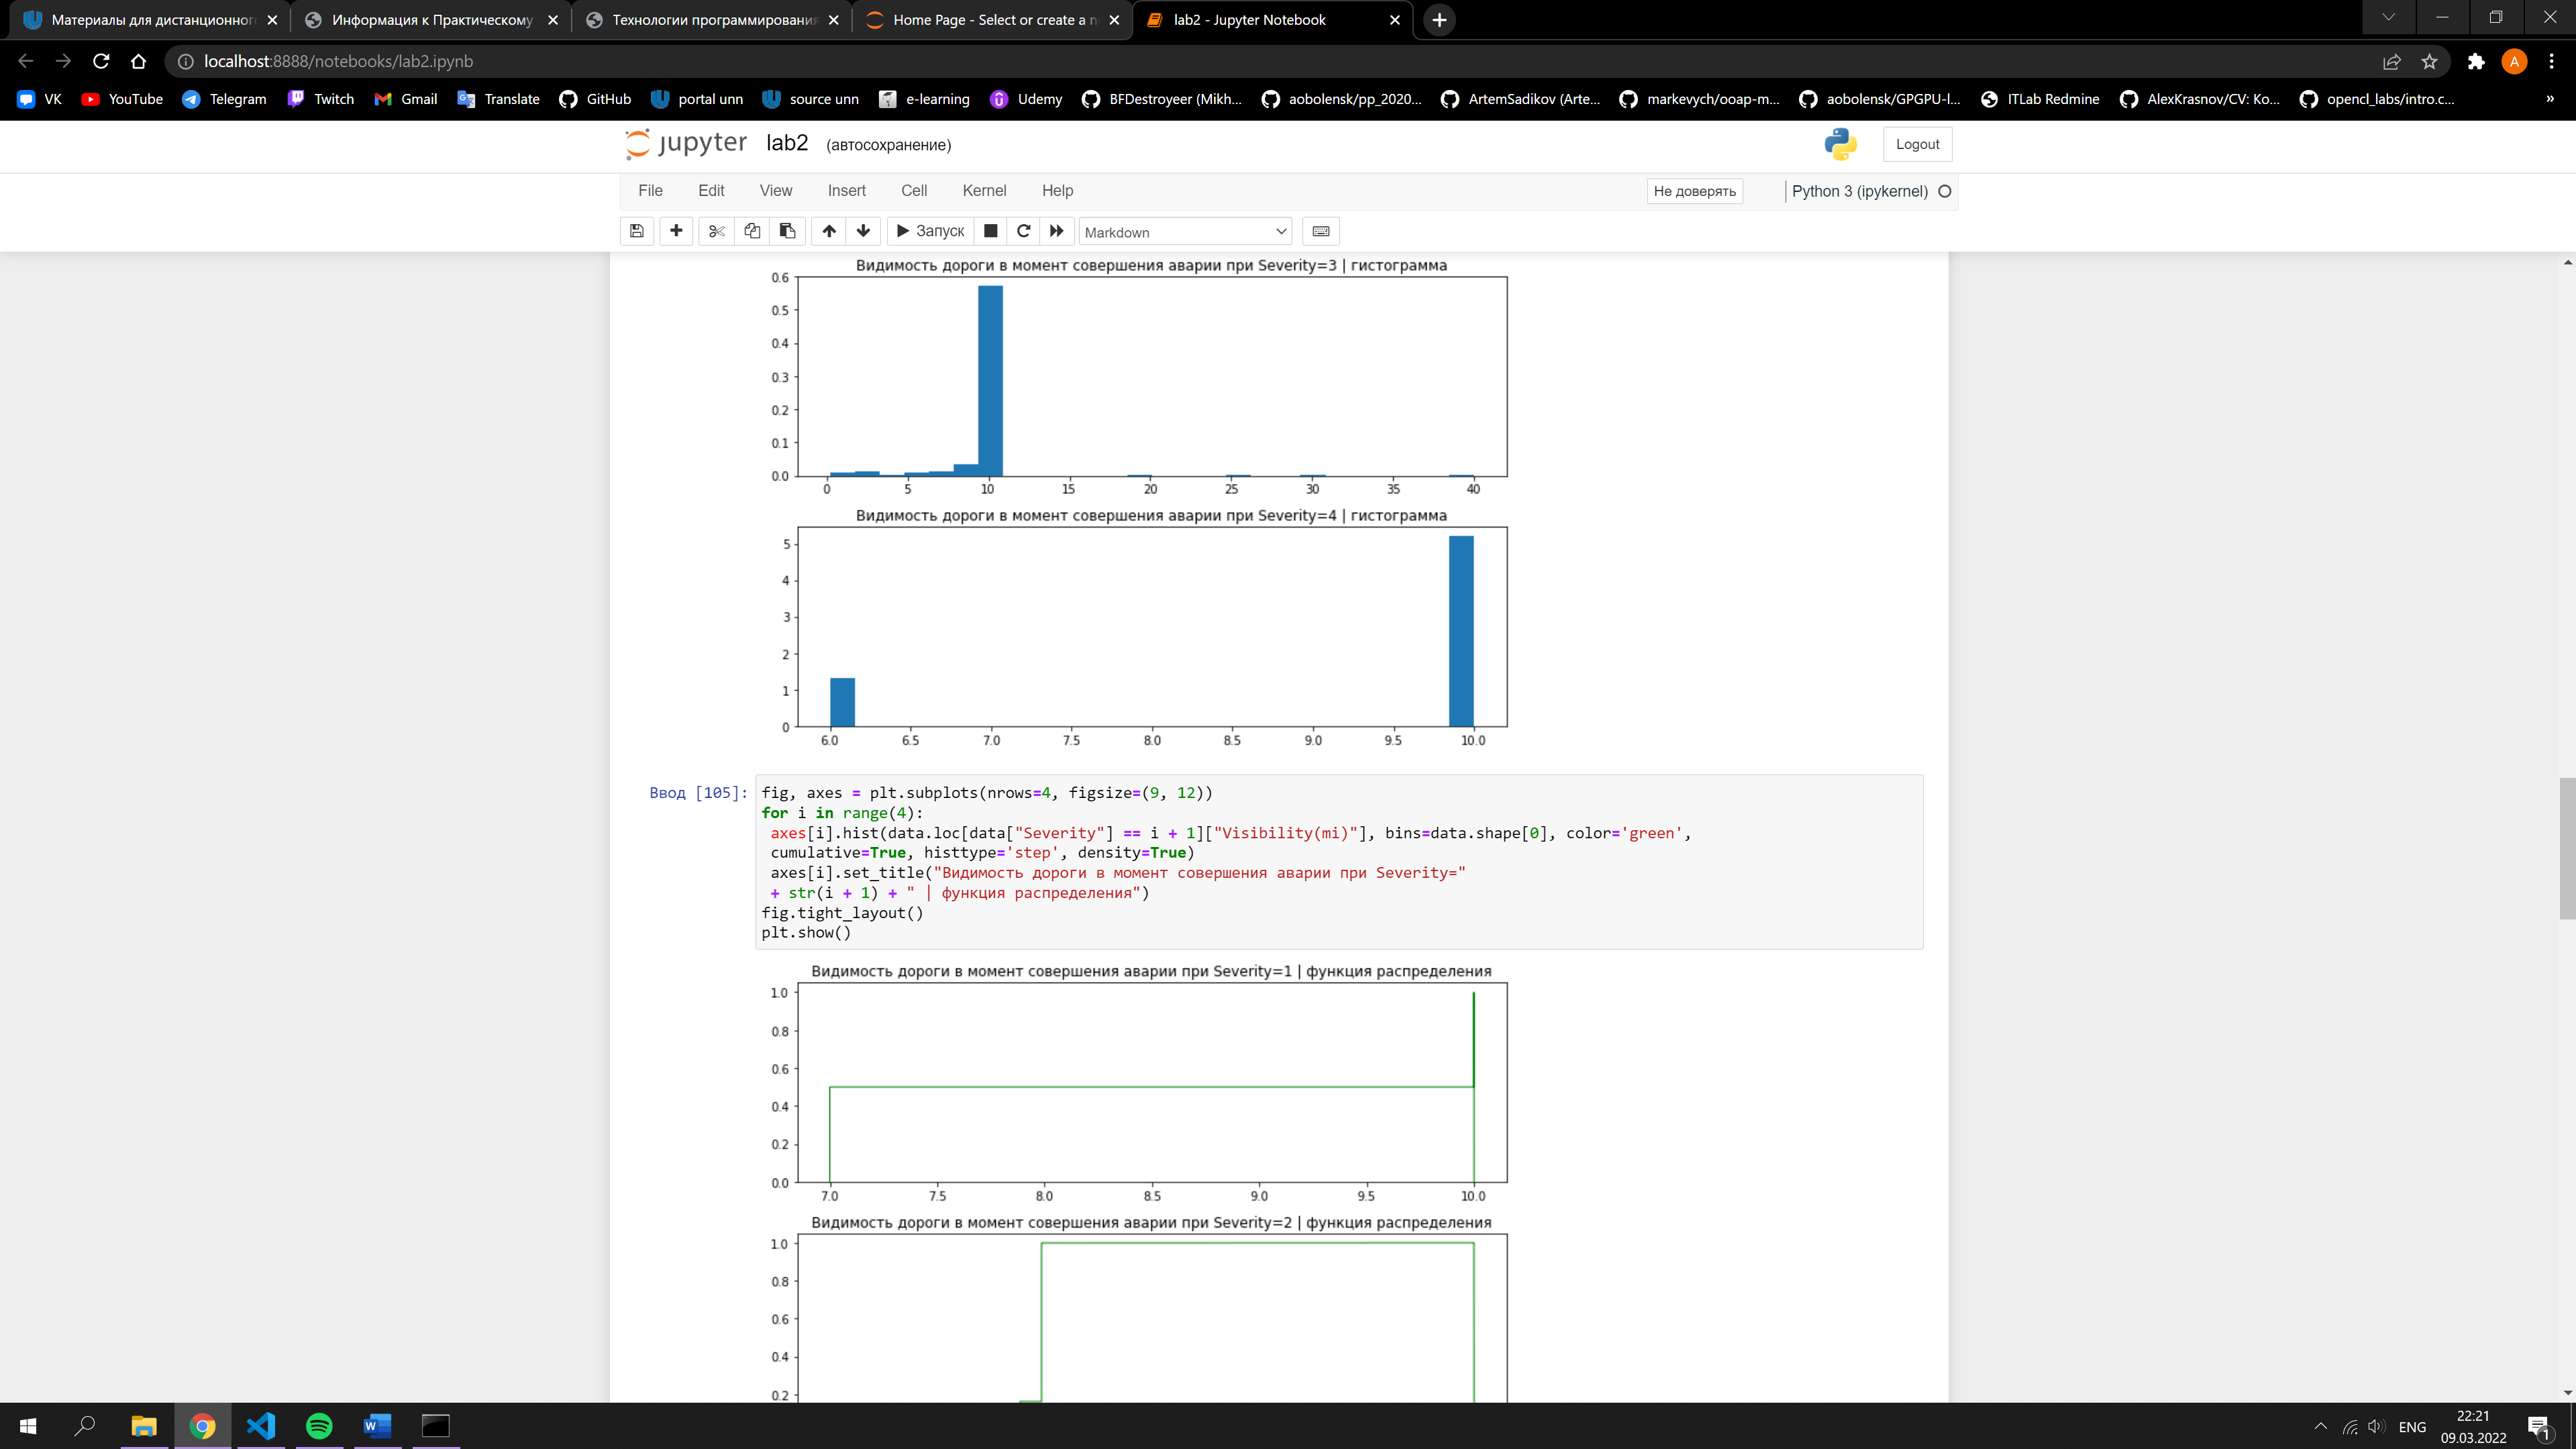 Материалы для дистанционног
Информация к Практическому
Технологии программирования
Home Page - Select or create a n
lab2 - Jupyter Notebook
localhost:8888/notebooks/lab2.ipynb
A
VK
YouTube
Telegram
Twitch
Gmail
Translate
GitHub
portal unn
source unn
e-learning
Udemy
BFDestroyeer (Mikh...
aobolensk/pp_2020...
ArtemSadikov (Arte...
markevych/ooap-m...
aobolensk/GPGPU-l...
ITLab Redmine
AlexKrasnov/CV: Ko...
opencl_labs/intro.c...
»
jupyter lab2 (автосохранение)
Logout
File Edit View Insert Cell Kernel Help
Не доверять
Python 3 (ipykernel)
Запуск
Markdown
Видимость дороги в момент совершения аварии при Severity=3 | гистограмма
0.6
0.5
0.4
0.3
0.2
0.1
0.0
0 5 10 15 20 25 30 35 40
Видимость дороги в момент совершения аварии при Severity=4 | гистограмма
5
4
3
2
1
0
6.0 6.5 7.0 7.5 8.0 8.5 9.0 9.5 10.0
Ввод [105]:
fig, axes = plt.subplots(nrows=4, figsize=(9, 12))
for i in range(4):
axes[i].hist(data.loc[data["Severity"] == i + 1]["Visibility(mi)"], bins=data.shape[0], color='green',
cumulative=True, histtype='step', density=True)
axes[i].set_title("Видимость дороги в момент совершения аварии при Severity="
+ str(i + 1) + " | функция распределения")
fig.tight_layout()
plt.show()
Видимость дороги в момент совершения аварии при Severity=1 | функция распределения
1.0
0.8
0.6
0.4
0.2
0.0
7.0 7.5 8.0 8.5 9.0 9.5 10.0
Видимость дороги в момент совершения аварии при Severity=2 | функция распределения
1.0
0.8
0.6
0.4
0.2
ENG
22:21
09.03.2022
1